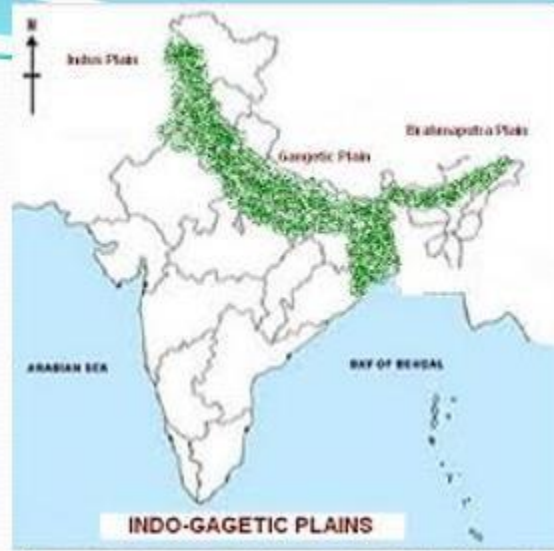 N
Indus Plain
Brahmaputra Plain
Gangetic Plain
ARABIAN SEA
BAY OF BENGAL
INDO-GAGETIC PLAINS